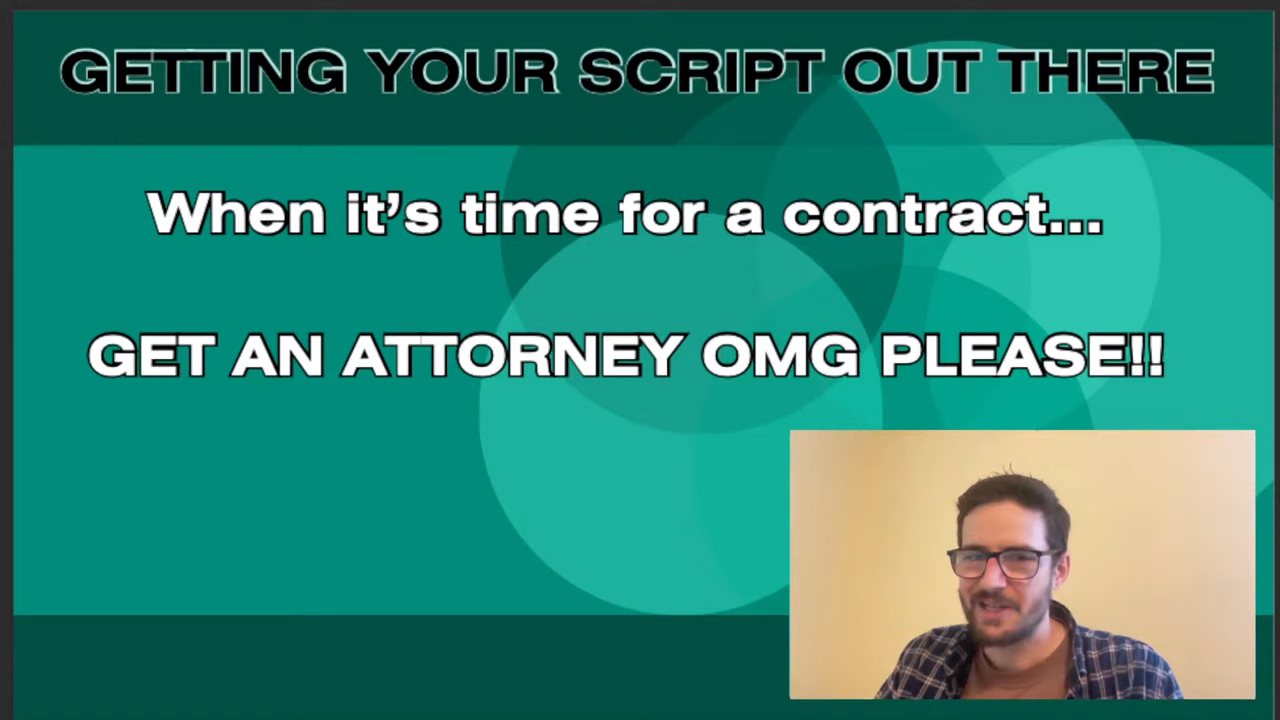 GETTING YOUR SCRIPT OUT THERE
When it’s time for a contract...
GET AN ATTORNEY OMG PLEASE!!